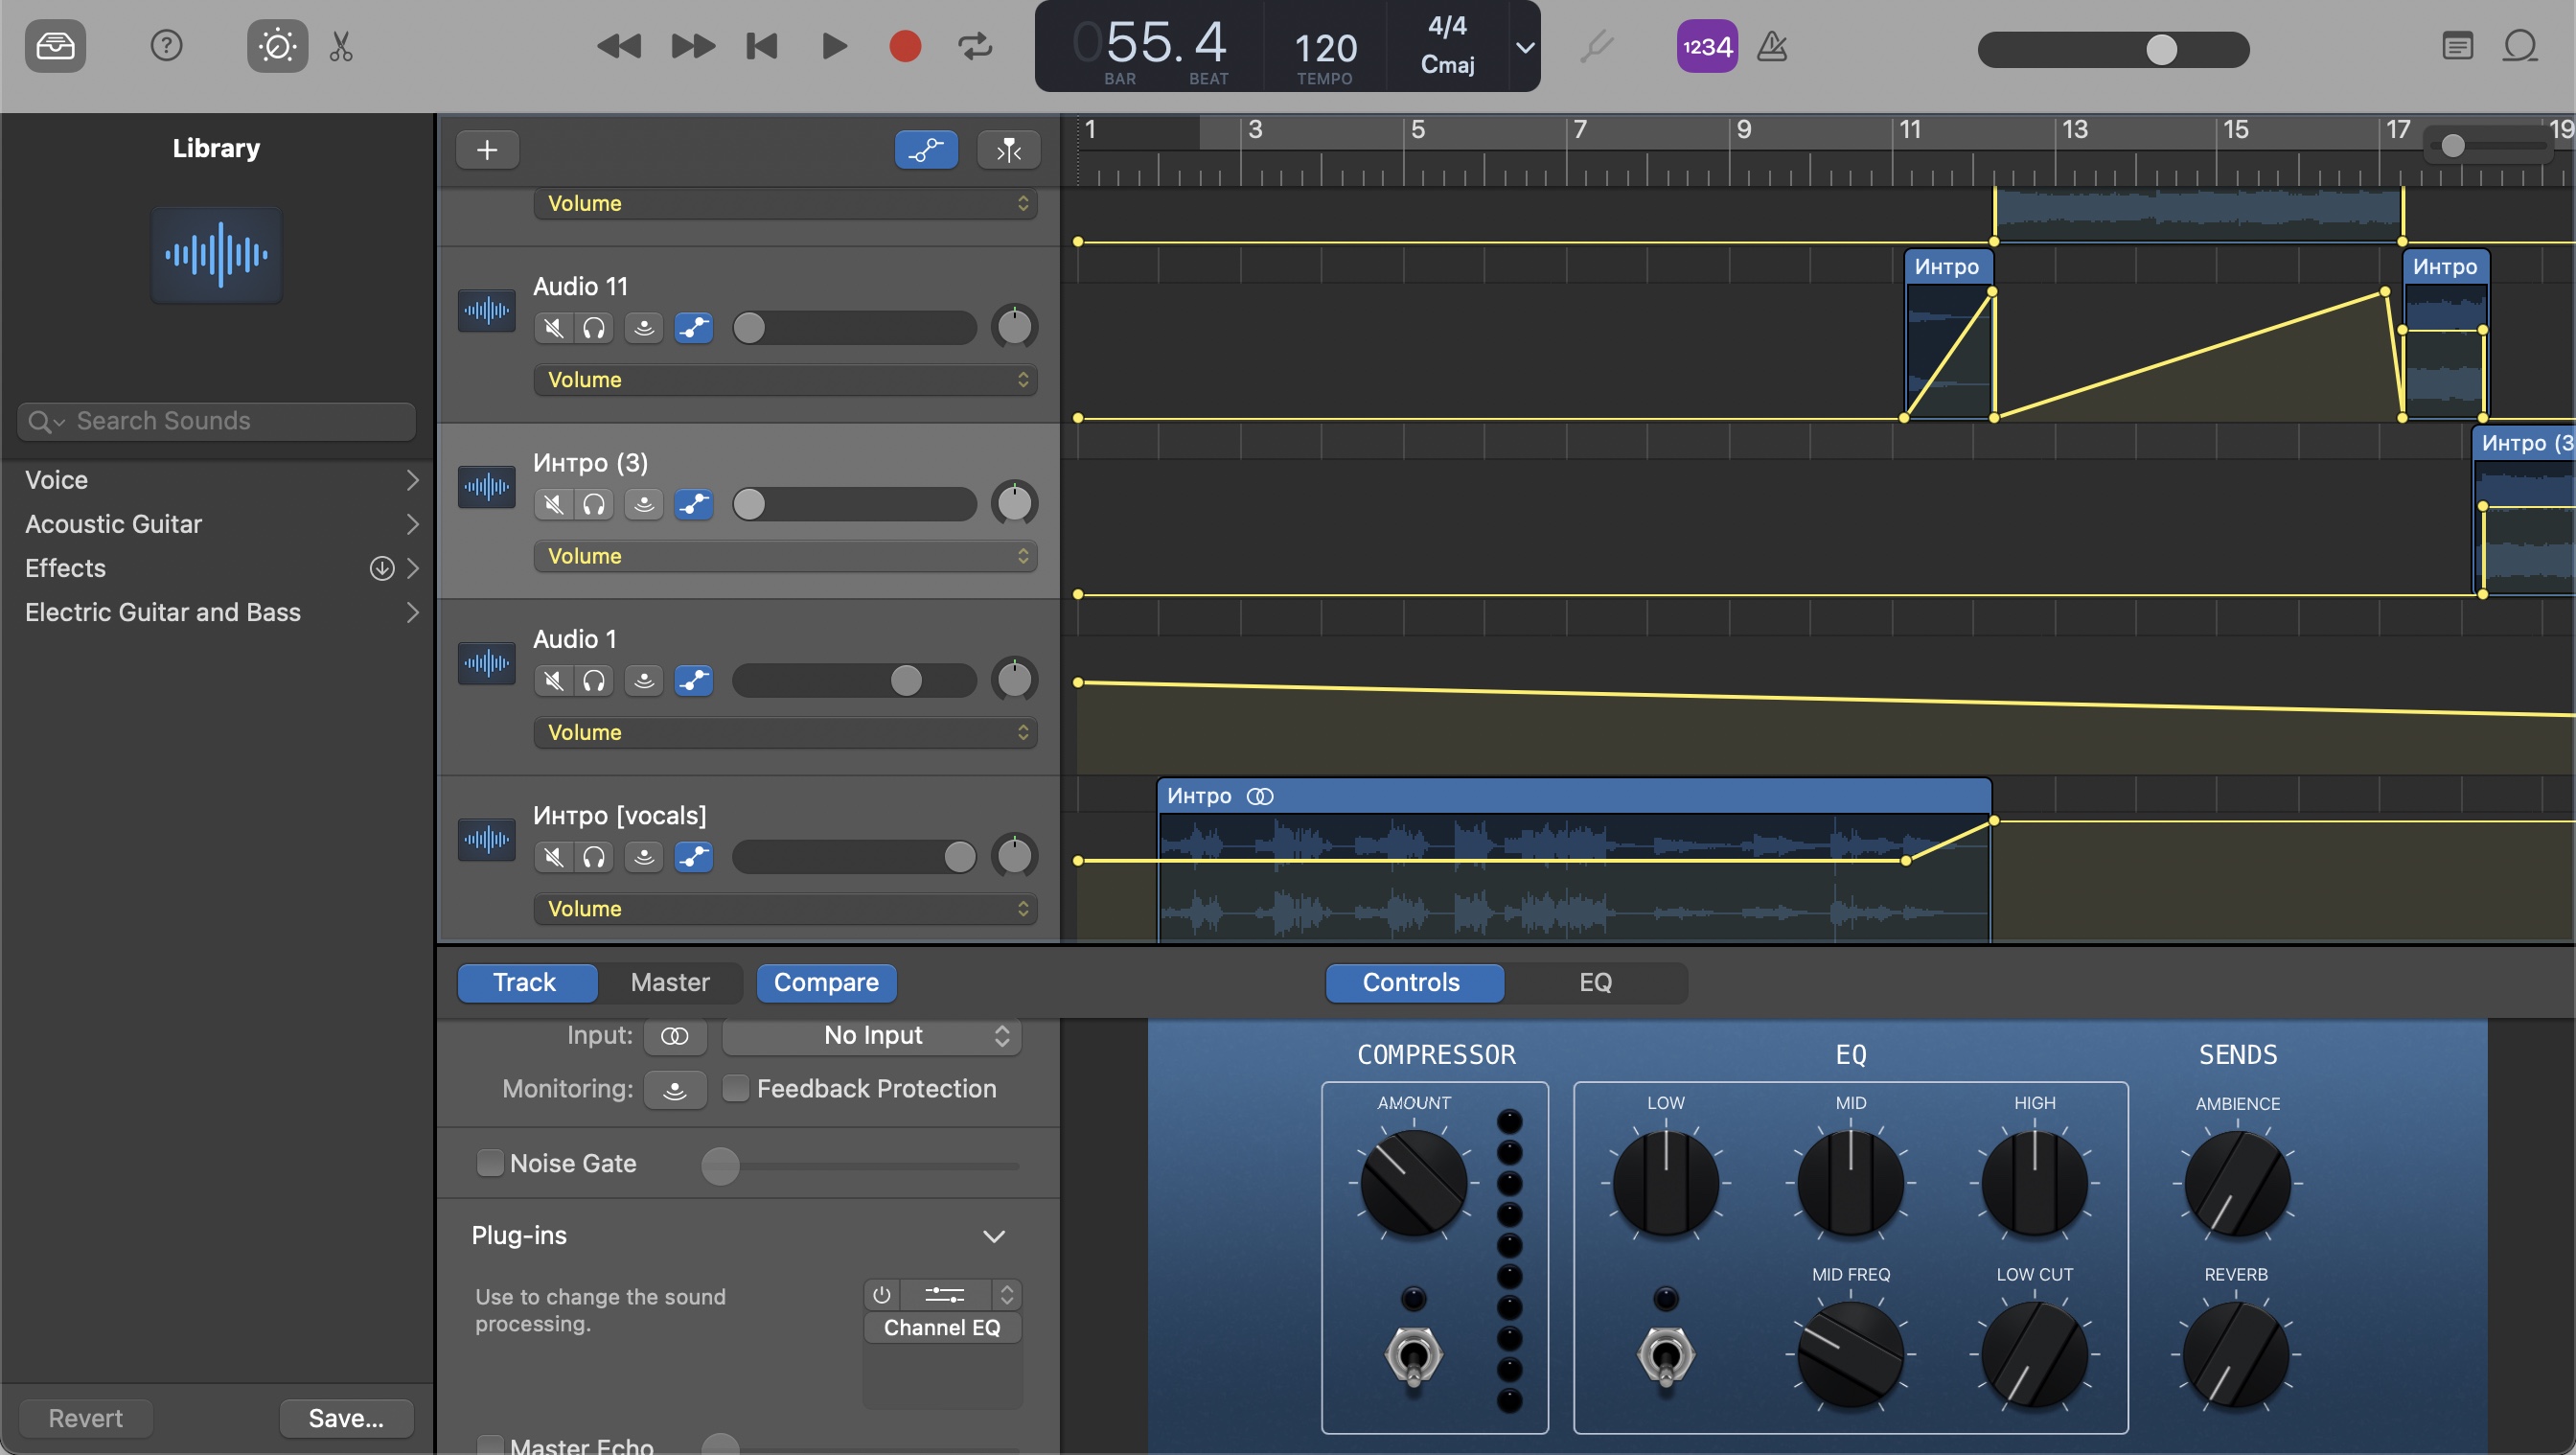 055.4
BAR
BEAT
120
TEMPO
4/4
Cmaj
1234
Library
Search Sounds
Voice
Acoustic Guitar
Effects
Electric Guitar and Bass
Revert
Save...
1 3 5 7 9 11 13 15 17 19
Volume
Audio 11
Volume
Интро
Интро
Интро (3)
Volume
Интро (3
Audio 1
Volume
Интро [vocals]
Volume
Интро
Track
Master
Compare
Controls
EQ
Input:
No Input
Monitoring:
Feedback Protection
Noise Gate
Plug-ins
Use to change the sound
processing.
Channel EQ
Master Echo
COMPRESSOR
AMOUNT
EQ
LOW
MID
HIGH
MID FREQ
LOW CUT
SENDS
AMBIENCE
REVERB